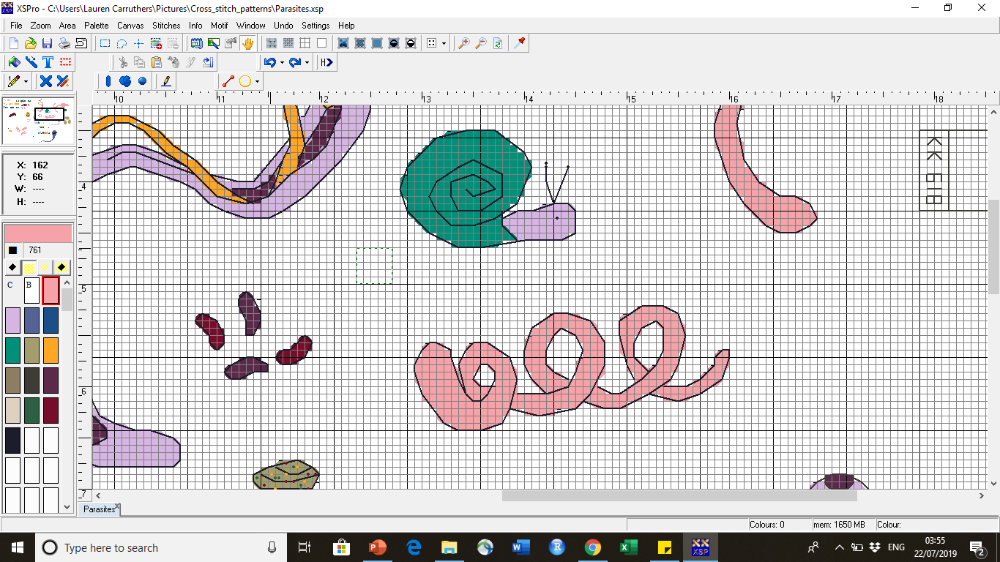 XSPro - C:\Users\Lauren Carruthers\Pictures\Cross_stitch_patterns\Parasites.xsp
File Zoom Area Palette Canvas Stitches Info Motif Window Undo Settings Help
H
T
10 11 12 13 14 15 16 17 18
X: 162
Y: 66
W: ----
H: ----
4
761
5
C B
6
7
Parasites
Colours: 0 mem: 1650 MB Colour:
Type here to search
ENG
03:55
22/07/2019
2
XSP